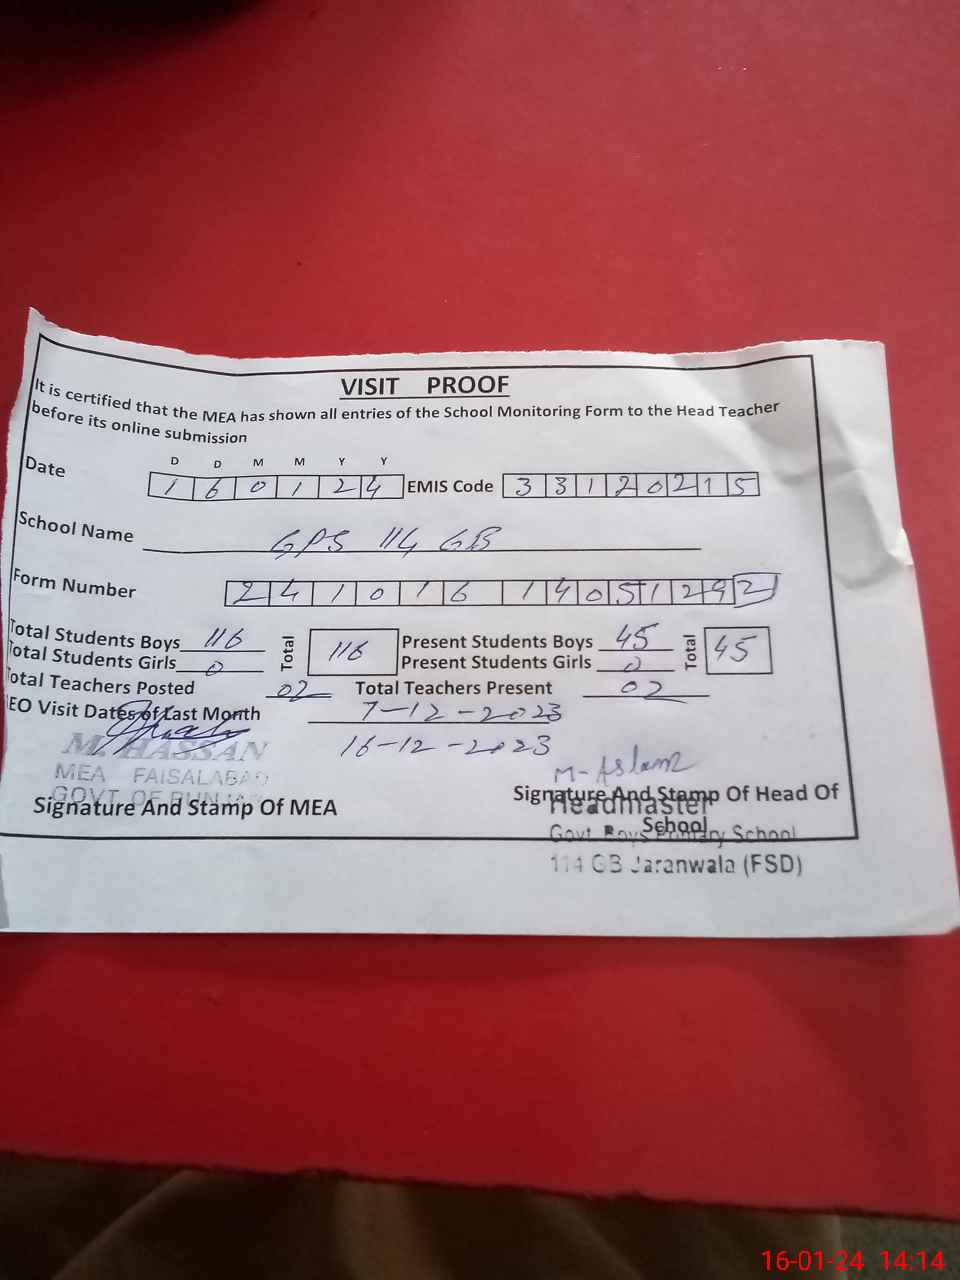 VISIT PROOF
It is certified that the MEA has shown all entries of the School Monitoring Form to the Head Teacher
before its online submission
D D M M Y Y
Date 1 6 0 1 2 4 EMIS Code 3 3 1 2 0 2 1 5
School Name GPS 114 GB
Form Number 2 4 1 0 1 6 1 4 0 5 1 2 9 2
Total Students Boys 116 Total 116 Present Students Boys 45 Total 45
Total Students Girls 0 Present Students Girls 0
Total Teachers Posted 02 Total Teachers Present 02
EO Visit Dates of Last Month 7-12-2023
16-12-2023
M. HASSAN
MEA FAISALABAD
GOVT. OF PUNJAB
Signature And Stamp Of MEA
M-Aslam
Signature And Stamp Of Head Of
School
Headmaster
Govt. Boys Primary School
114 GB Jaranwala (FSD)
16-01-24 14:14